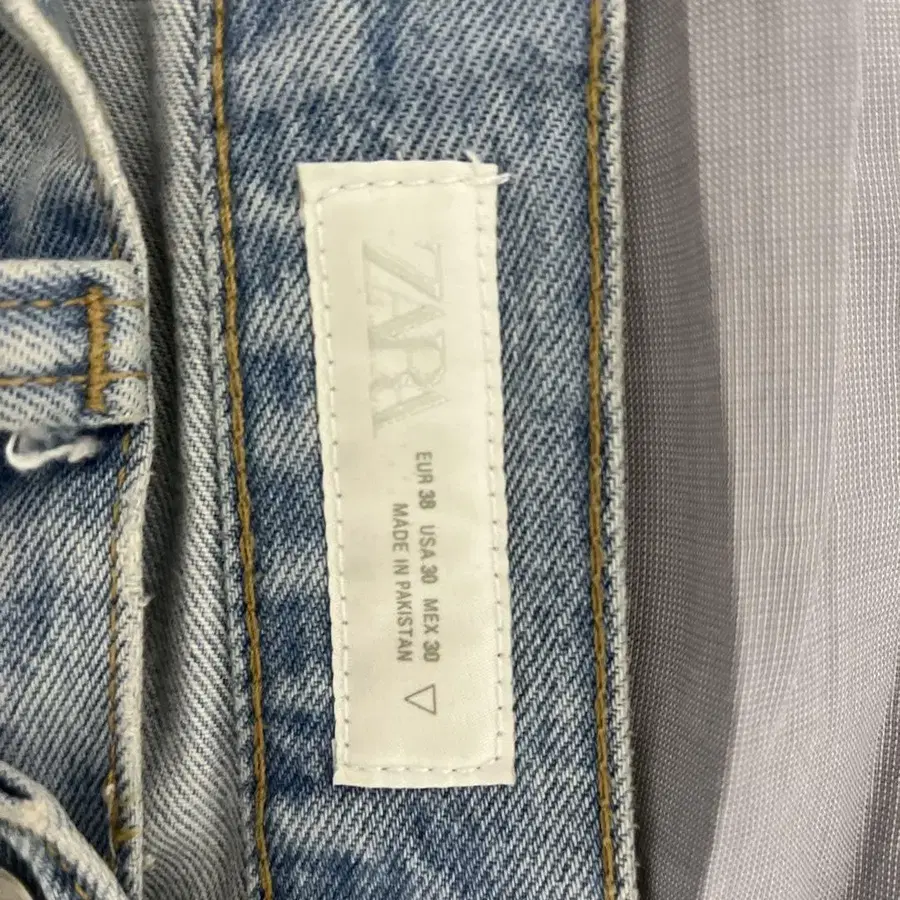 ZARA
EUR 38 USA 30 MEX 30
MADE IN PAKISTAN